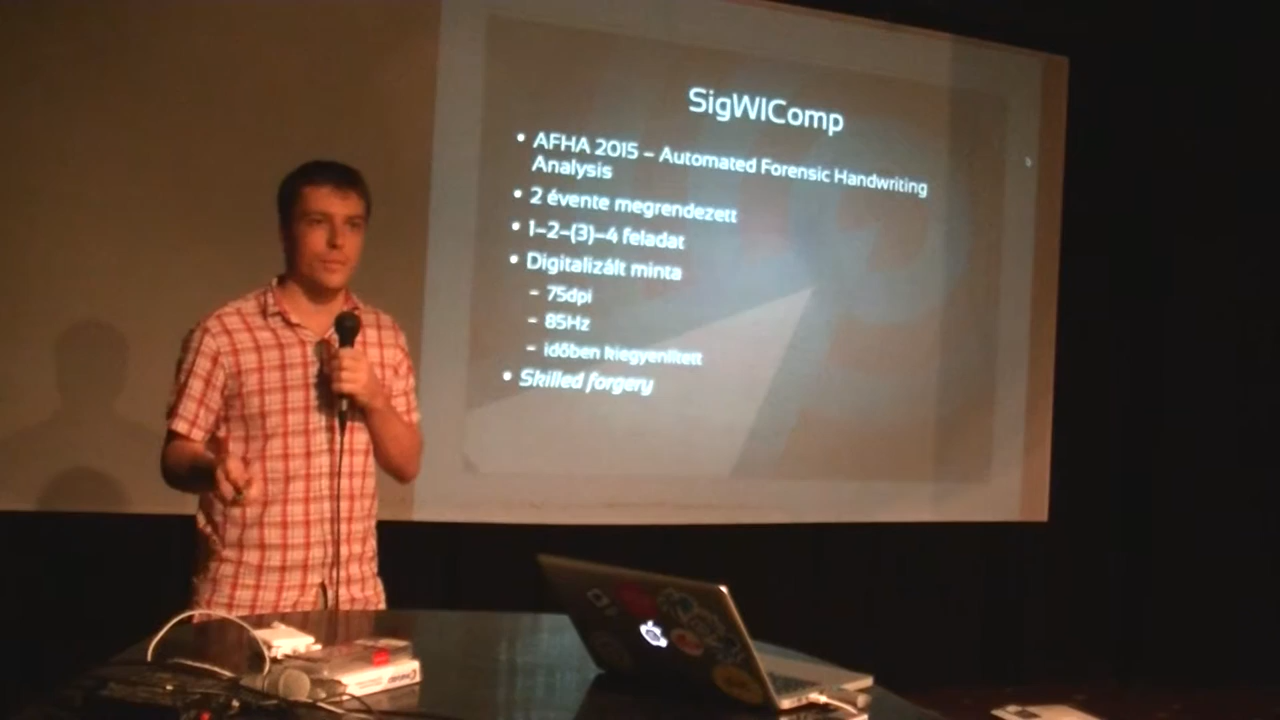 SigWIComp
• AFHA 2015 – Automated Forensic Handwriting
Analysis
• 2 évente megrendezett
• 1–2–(3)–4 feladat
• Digitalizált minta
– 75dpi
– 85Hz
– időben kiegyenlített
• Skilled forgery